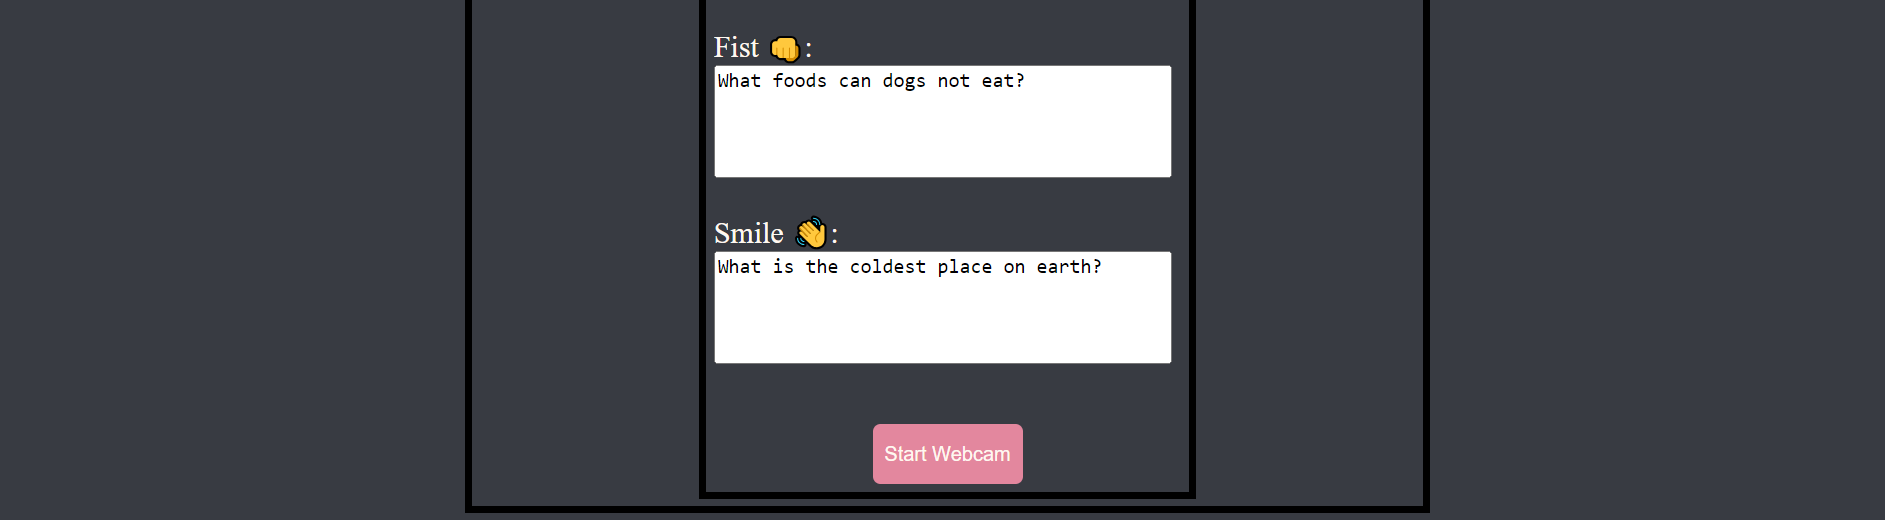 Fist 👊:
What foods can dogs not eat?
Smile 👋:
What is the coldest place on earth?
Start Webcam